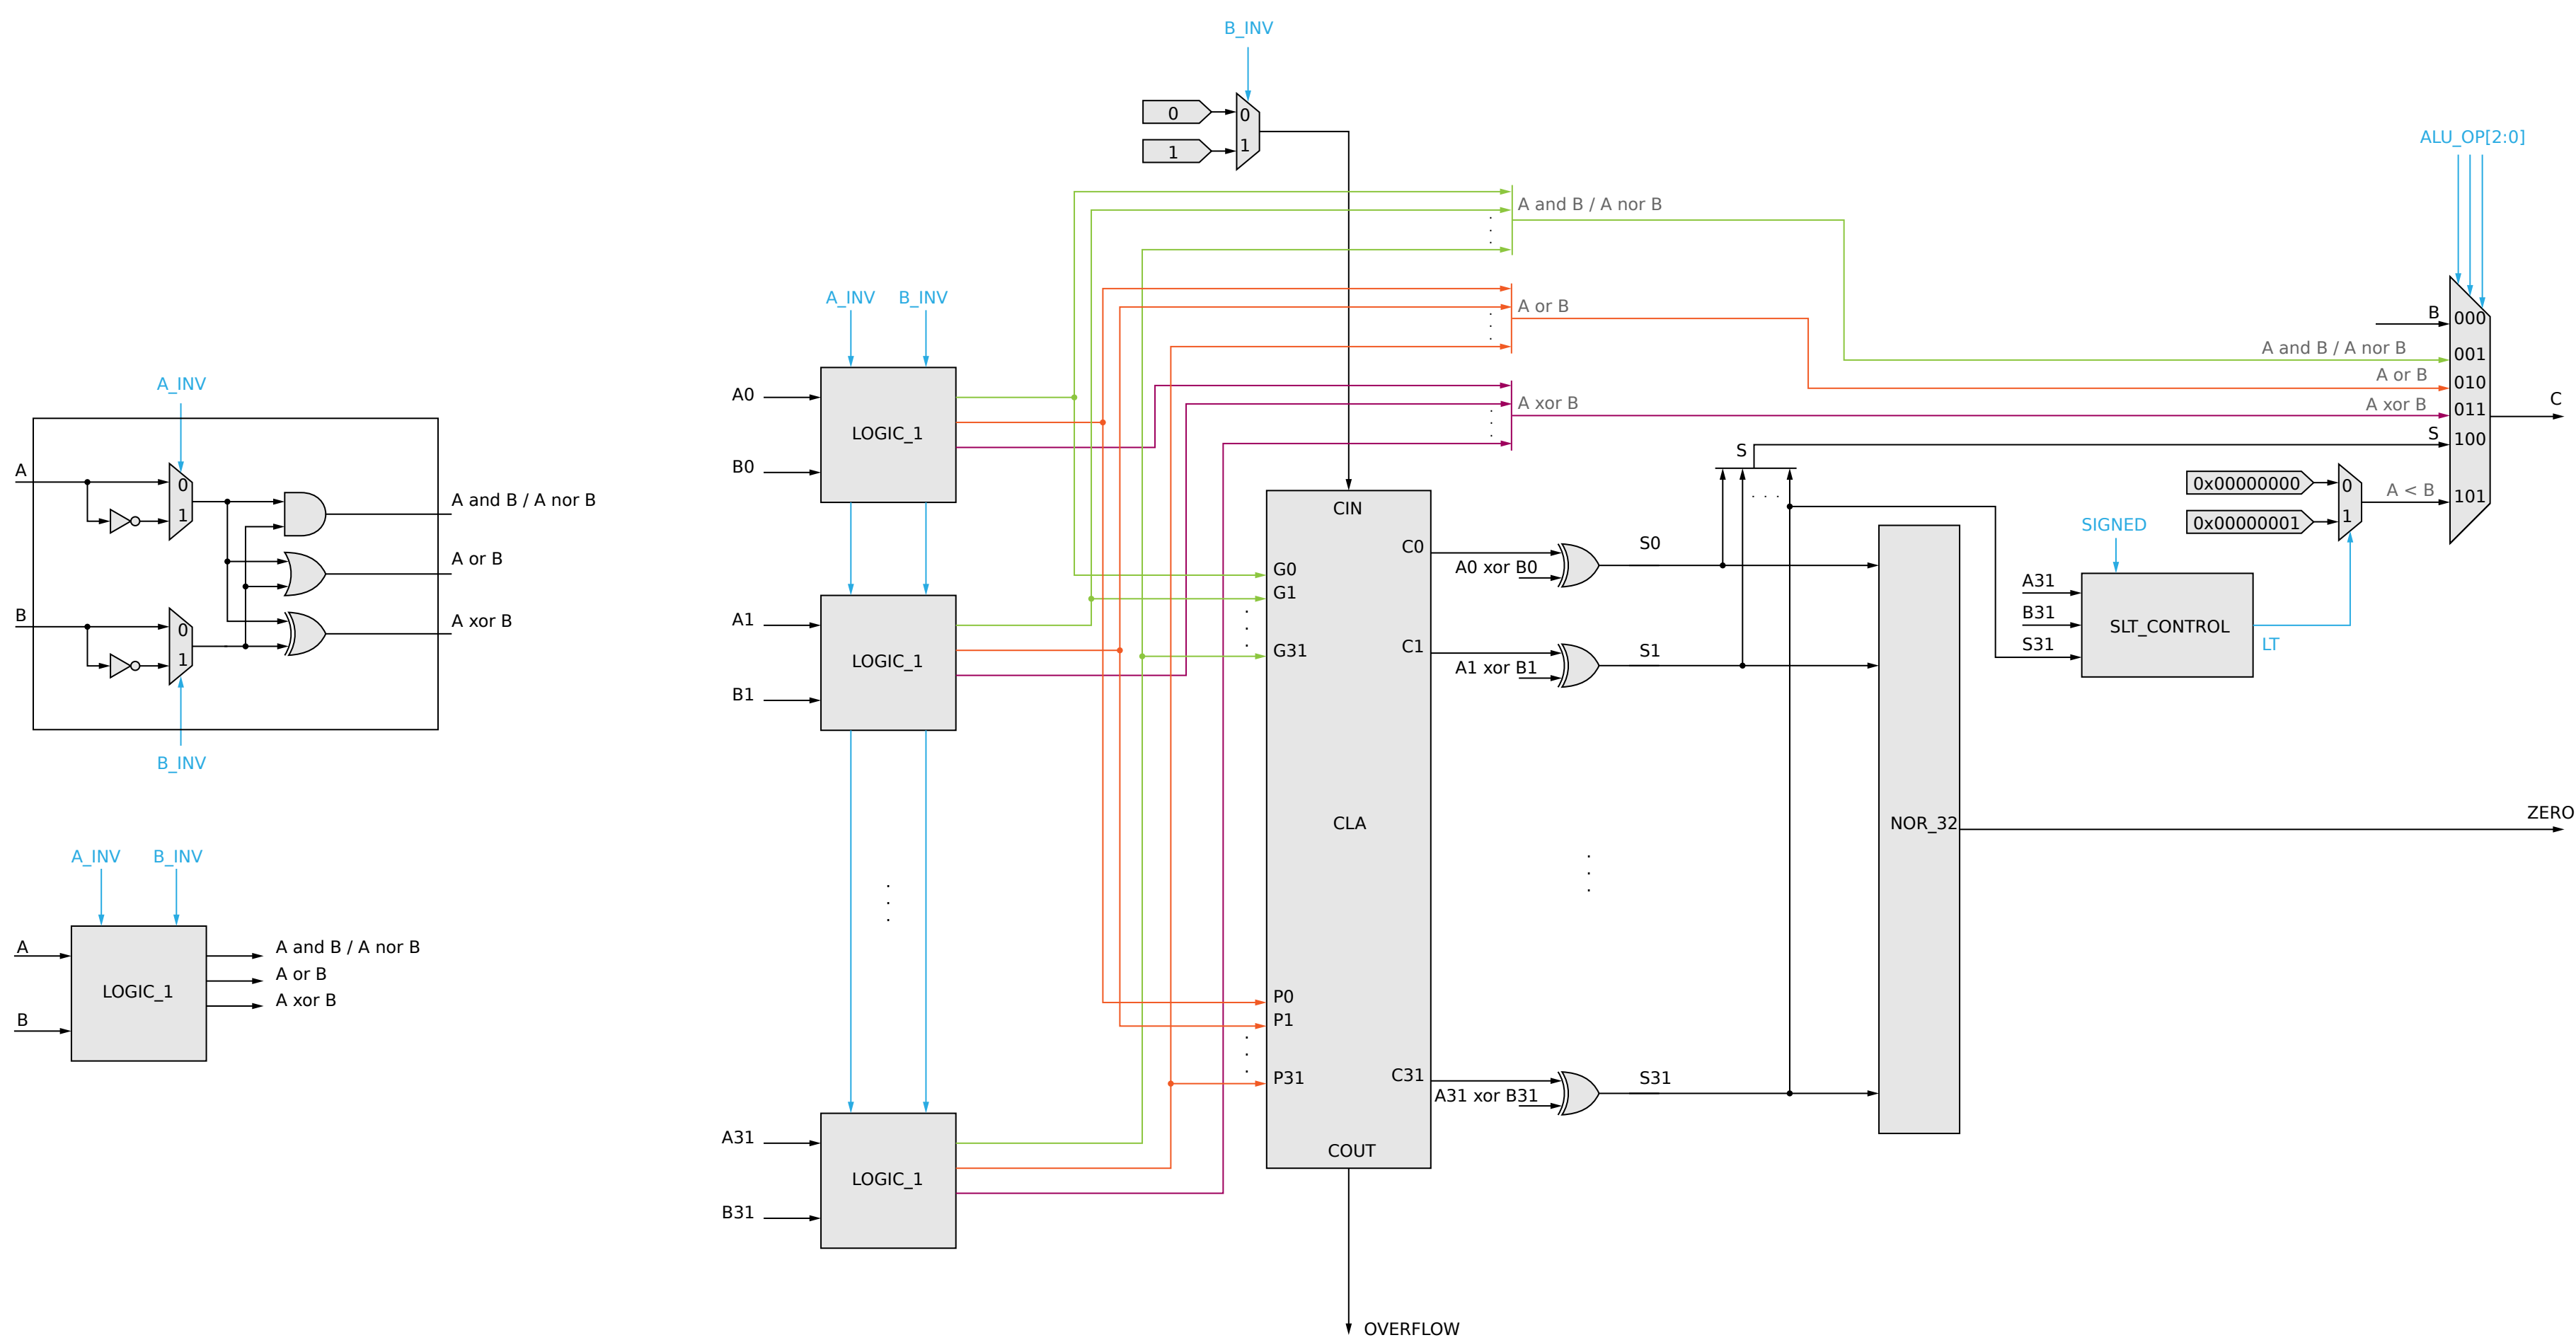 B_INV
0
1
0
1
ALU_OP[2:0]
A and B / A nor B
A_INV
B_INV
A or B
B
000
A and B / A nor B
001
A or B
010
A xor B
A xor B
011
C
S
S
100
0x00000000
0
A < B
101
0x00000001
1
A0
LOGIC_1
B0
A_INV
A
0
1
B
0
1
B_INV
A and B / A nor B
A or B
A xor B
CIN
C0
A0 xor B0
S0
G0
G1
G31
C1
A1 xor B1
S1
SIGNED
A31
B31
S31
SLT_CONTROL
LT
A1
LOGIC_1
B1
CLA
NOR_32
ZERO
A_INV
B_INV
A
LOGIC_1
B
A and B / A nor B
A or B
A xor B
P0
P1
P31
C31
A31 xor B31
S31
COUT
A31
LOGIC_1
B31
OVERFLOW